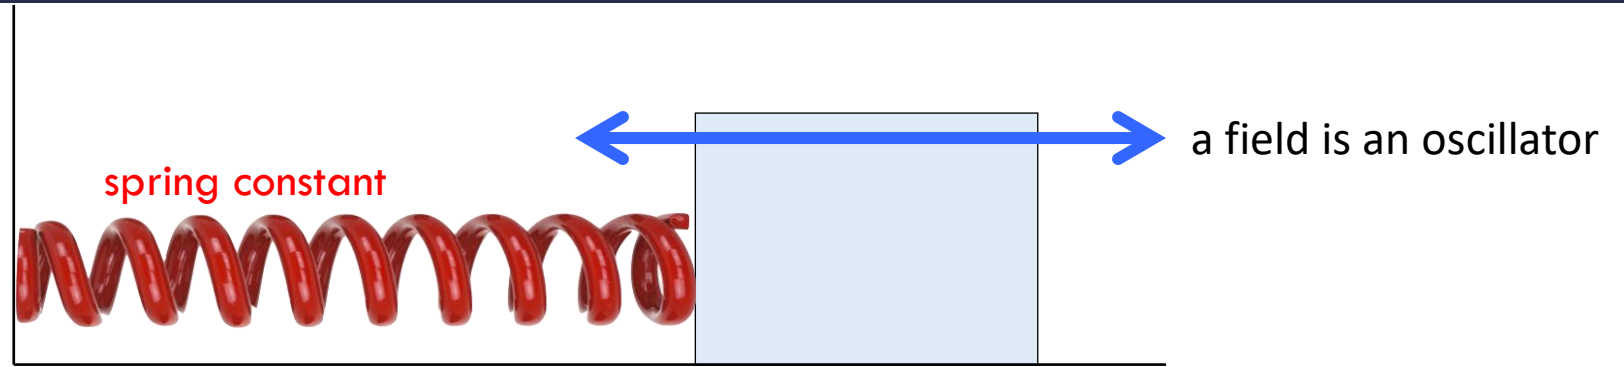 a field is an oscillator
spring constant